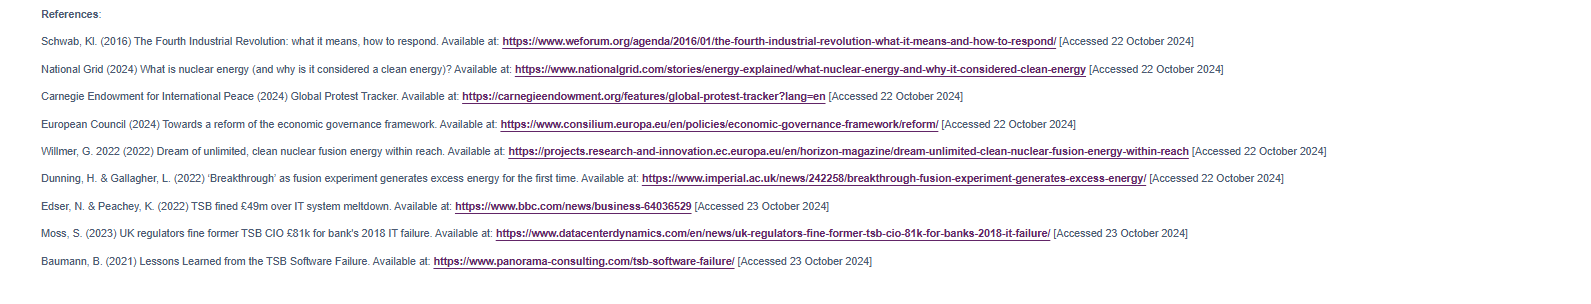 References:
Schwab, Kl. (2016) The Fourth Industrial Revolution: what it means, how to respond. Available at: https://www.weforum.org/agenda/2016/01/the-fourth-industrial-revolution-what-it-means-and-how-to-respond/ [Accessed 22 October 2024]
National Grid (2024) What is nuclear energy (and why is it considered a clean energy)? Available at: https://www.nationalgrid.com/stories/energy-explained/what-nuclear-energy-and-why-it-considered-clean-energy [Accessed 22 October 2024]
Carnegie Endowment for International Peace (2024) Global Protest Tracker. Available at: https://carnegieendowment.org/features/global-protest-tracker?lang=en [Accessed 22 October 2024]
European Council (2024) Towards a reform of the economic governance framework. Available at: https://www.consilium.europa.eu/en/policies/economic-governance-framework/reform/ [Accessed 22 October 2024]
Willmer, G. 2022 (2022) Dream of unlimited, clean nuclear fusion energy within reach. Available at: https://projects.research-and-innovation.ec.europa.eu/en/horizon-magazine/dream-unlimited-clean-nuclear-fusion-energy-within-reach [Accessed 22 October 2024]
Dunning, H. & Gallagher, L. (2022) ‘Breakthrough’ as fusion experiment generates excess energy for the first time. Available at: https://www.imperial.ac.uk/news/242258/breakthrough-fusion-experiment-generates-excess-energy/ [Accessed 22 October 2024]
Edser, N. & Peachey, K. (2022) TSB fined £49m over IT system meltdown. Available at: https://www.bbc.com/news/business-64036529 [Accessed 23 October 2024]
Moss, S. (2023) UK regulators fine former TSB CIO £81k for bank's 2018 IT failure. Available at: https://www.datacenterdynamics.com/en/news/uk-regulators-fine-former-tsb-cio-81k-for-banks-2018-it-failure/ [Accessed 23 October 2024]
Baumann, B. (2021) Lessons Learned from the TSB Software Failure. Available at: https://www.panorama-consulting.com/tsb-software-failure/ [Accessed 23 October 2024]